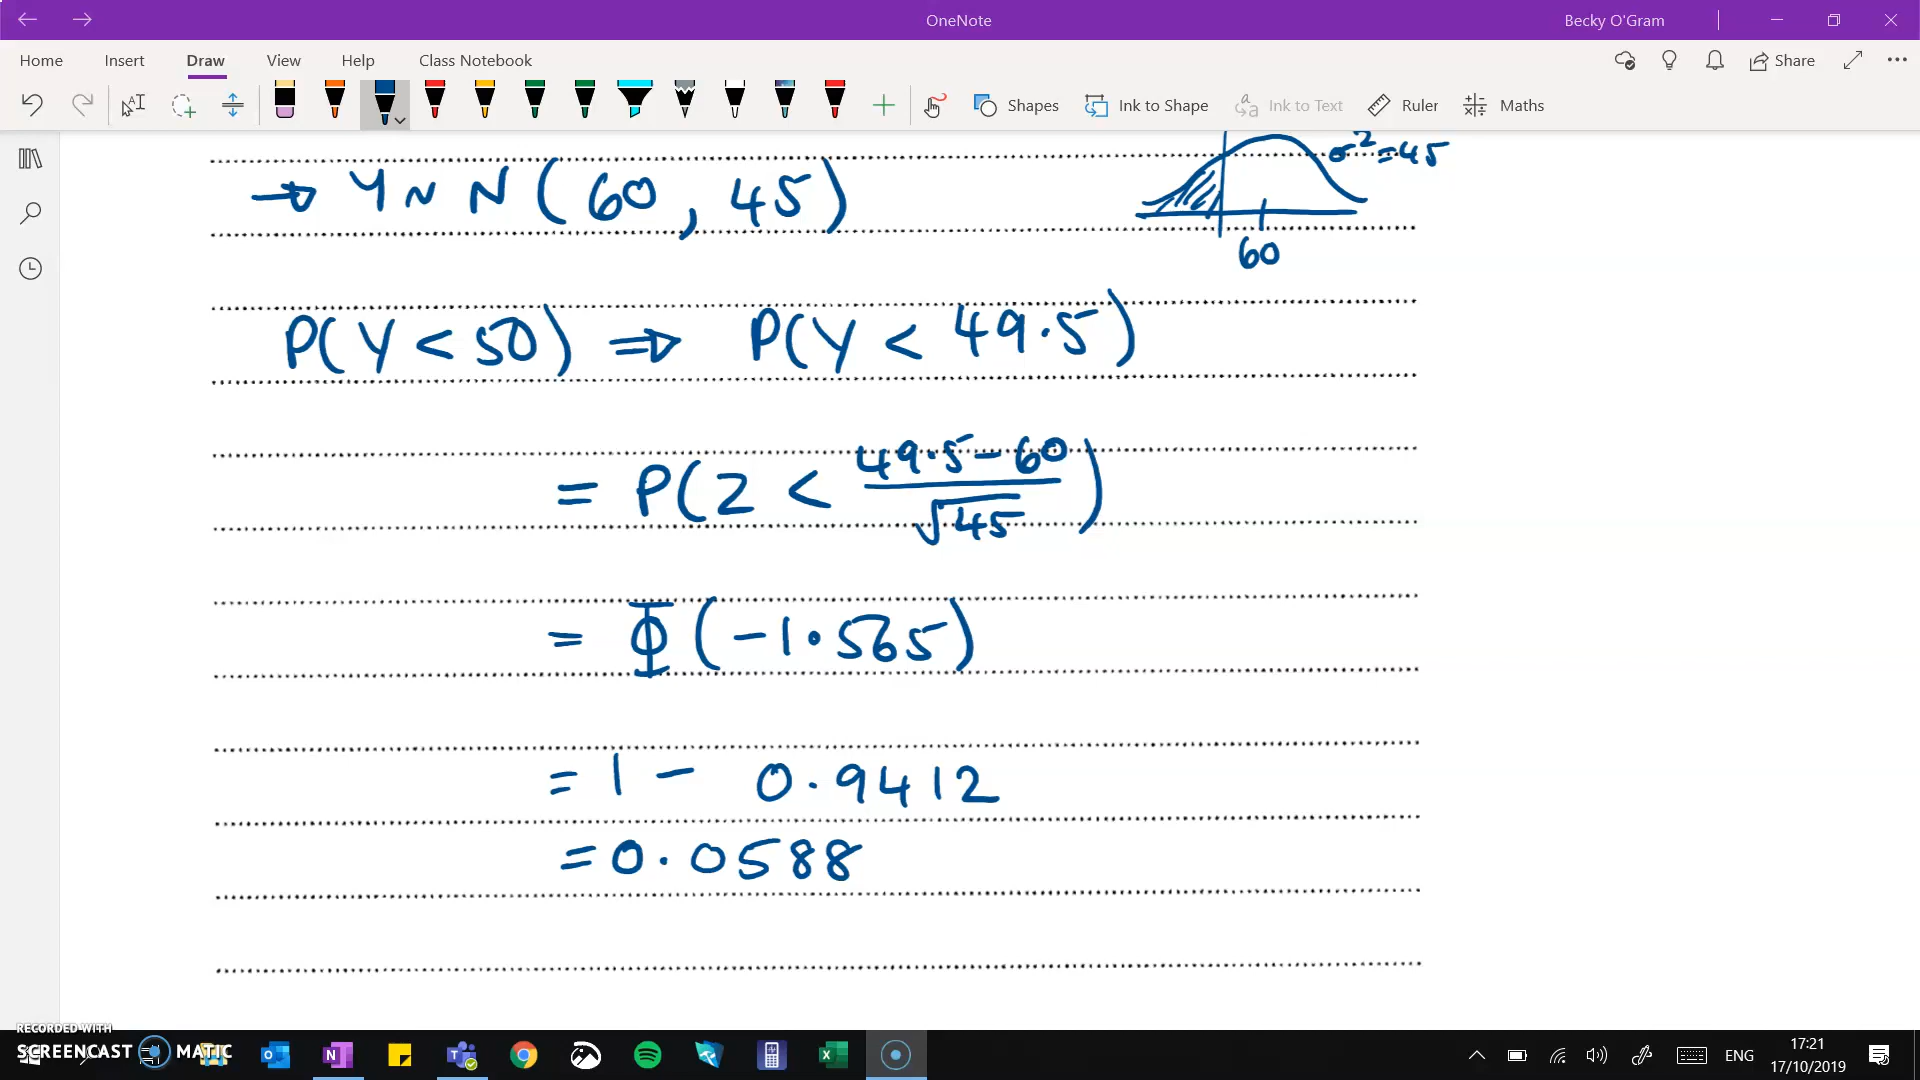 OneNote
Becky O'Gram
Home Insert Draw View Help Class Notebook Share
Shapes Ink to Shape Ink to Text Ruler Maths
σ² = 45
→ Y ~ N ( 60 , 45 )
60
P( Y < 50 ) ⇒ P( Y < 49.5 )
= P( Z < 49.5 - 60 / √45 )
= Φ ( -1.565 )
= 1 - 0.9412
= 0.0588
RECORDED WITH
SCREENCAST MATIC
ENG
17:21
17/10/2019